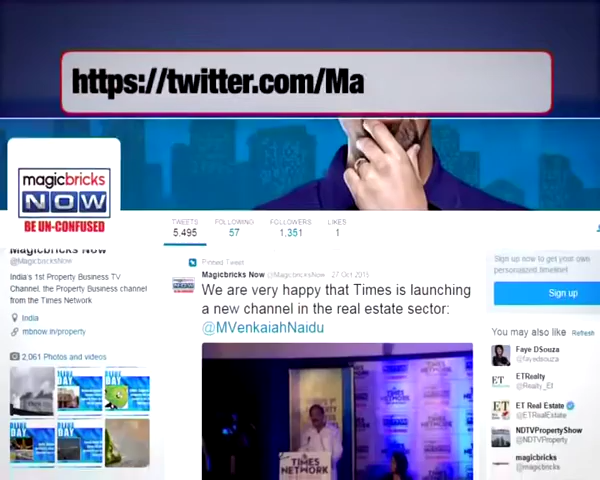 https://twitter.com/Ma
magicbricks
NOW
BE UN-CONFUSED
TWEETS FOLLOWING FOLLOWERS LIKES
5,495 57 1,351 1
Magicbricks Now
@MagicbricksNow
India's 1st Property Business TV
Channel, the Property Business channel
from the Times Network
India
mbnow.in/property
2,061 Photos and videos
Pinned Tweet
Magicbricks Now @MagicbricksNow 27 Oct 2015
We are very happy that Times is launching
a new channel in the real estate sector:
@MVenkaiahNaidu
TIMES
NETWORK
Sign up now to get your own
personalized timeline!
Sign up
You may also like Refresh
Faye DSouza
@fayedsouza
ETRealty
@Realty_Et
ET Real Estate
@ETRealEstate
NDTVPropertyShow
@NDTVProperty
magicbricks
@magicbricks